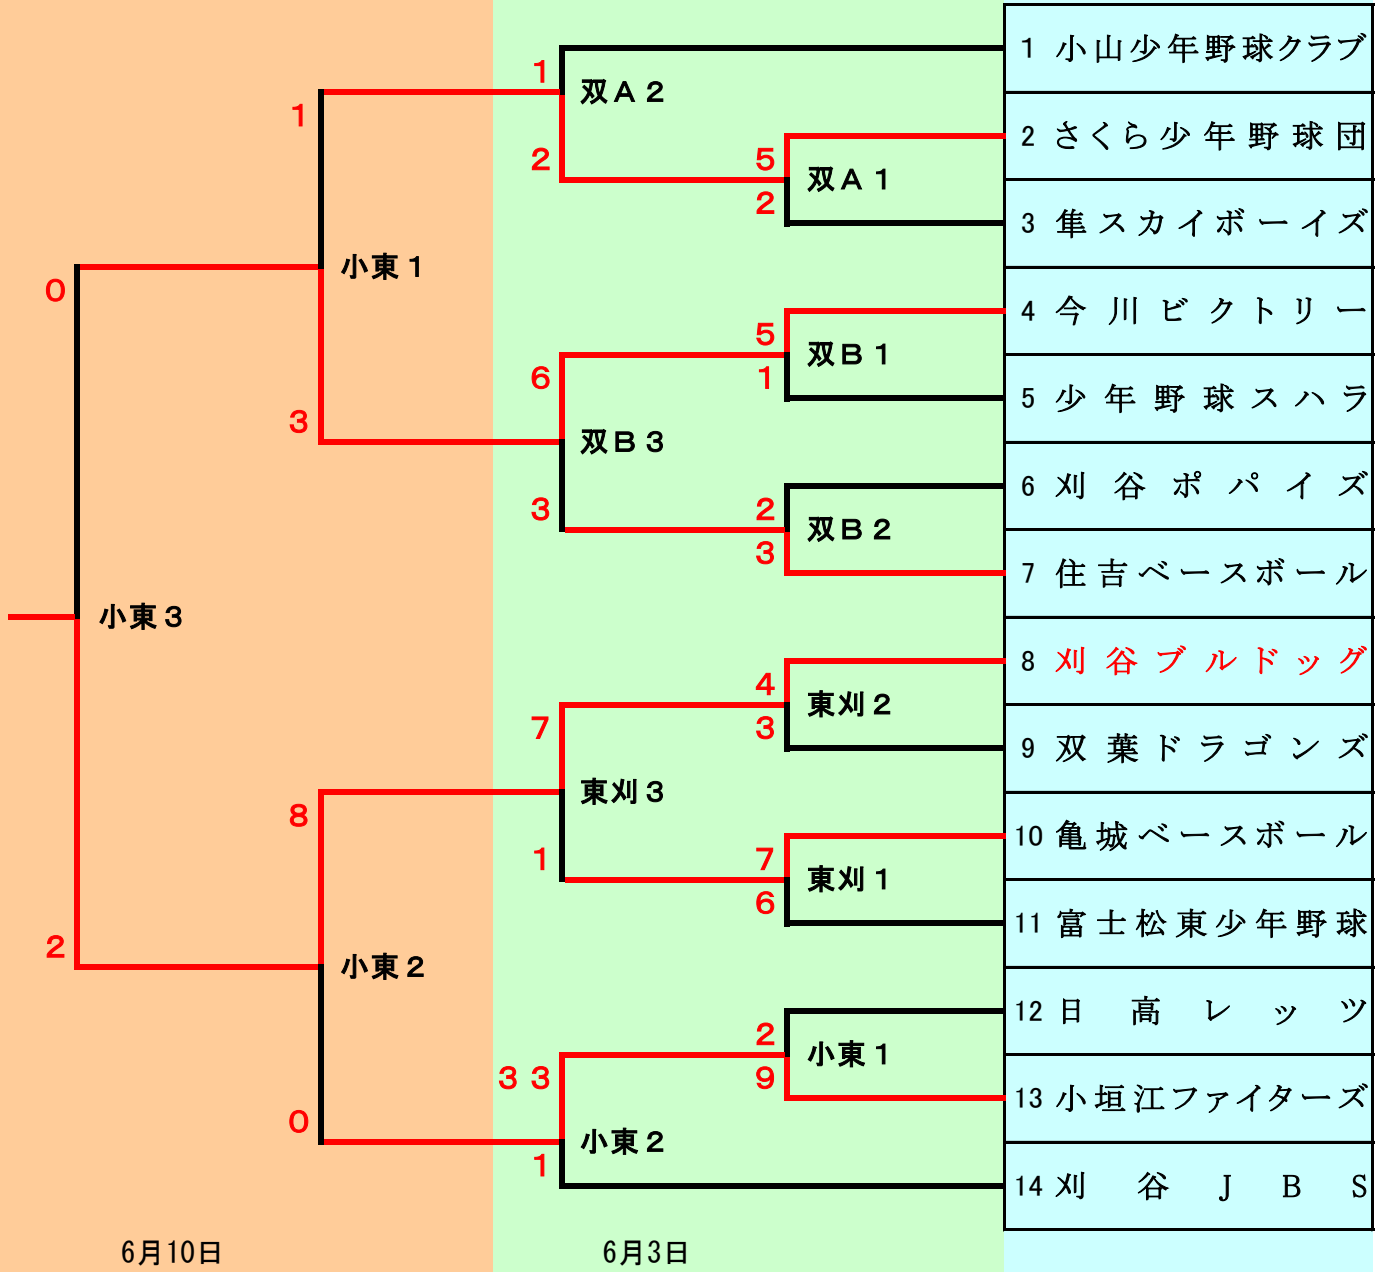 1 小山少年野球クラブ
1
双A2
1
2 さくら少年野球団
2
5
双A1
2
3 隼スカイボーイズ
小東1
0
4 今川ビクトリー
5
双B1
6
1
5 少年野球スハラ
3
双B3
6 刈谷ポパイズ
3
2
双B2
3
7 住吉ベースボール
小東3
8 刈谷ブルドッグ
4
東刈2
7
3
9 双葉ドラゴンズ
東刈3
8
10 亀城ベースボール
1
7
東刈1
6
11 富士松東少年野球
2
小東2
12 日高レッツ
2
小東1
33
9
13 小垣江ファイターズ
0
小東2
1
14 刈谷JBS
6月10日
6月3日